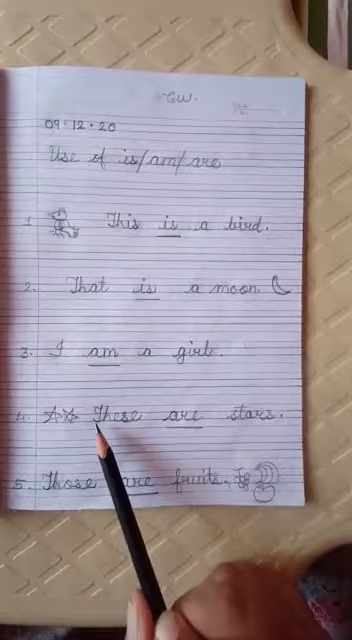 C.W.
09.12.20
Use of is/am/are
1. This is a bird.
2. That is a moon.
3. I am a girl.
4. These are stars.
5. Those are fruits.